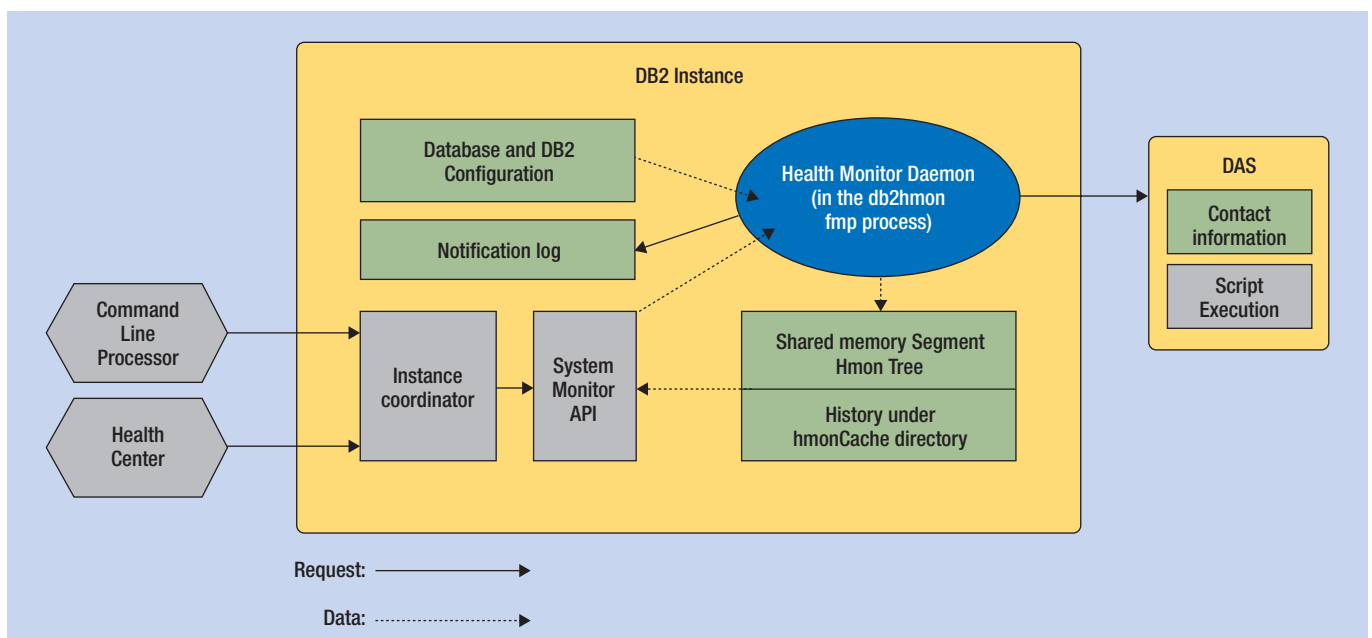 DB2 Instance
Database and DB2
Configuration
Health Monitor Daemon
(in the db2hmon
fmp process)
DAS
Contact
information
Script
Execution
Notification log
Command
Line
Processor
Health
Center
Instance
coordinator
System
Monitor
API
Shared memory Segment
Hmon Tree
History under
hmonCache directory
Request:
Data: